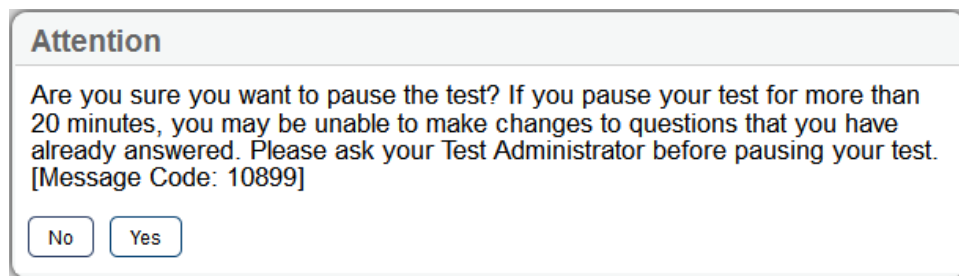 Attention
Are you sure you want to pause the test? If you pause your test for more than
20 minutes, you may be unable to make changes to questions that you have
already answered. Please ask your Test Administrator before pausing your test.
[Message Code: 10899]
No Yes